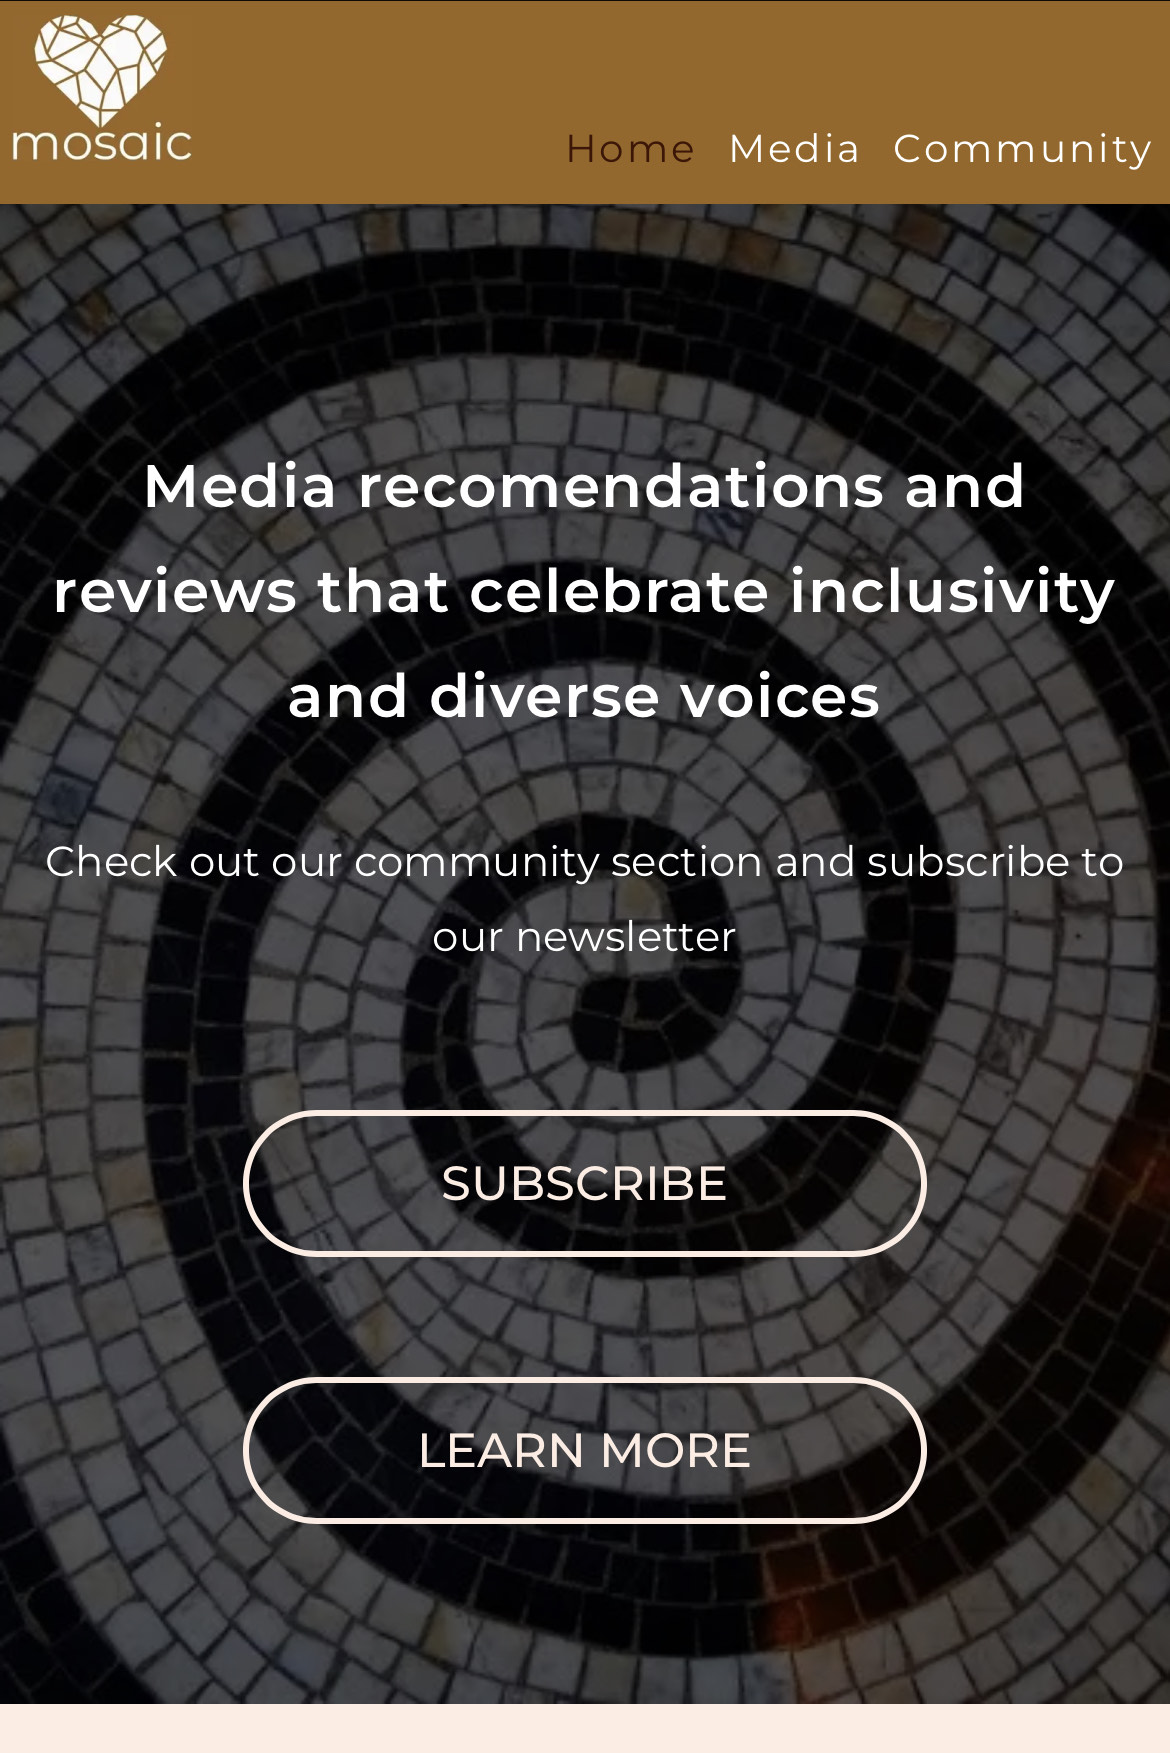 mosaic
Home Media Community
Media recomendations and
reviews that celebrate inclusivity
and diverse voices
Check out our community section and subscribe to
our newsletter
SUBSCRIBE
LEARN MORE